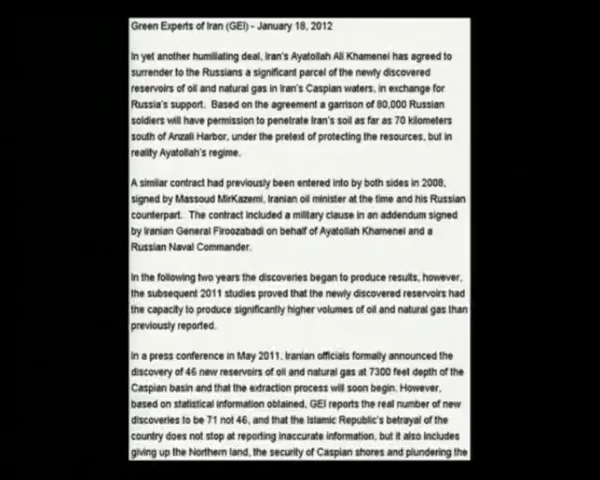 Green Experts of Iran (GEI) - January 18, 2012
In yet another humiliating deal, Iran's Ayatollah Ali Khamenei has agreed to
surrender to the Russians a significant parcel of the newly discovered
reservoirs of oil and natural gas in Iran's Caspian waters, in exchange for
Russia's support. Based on the agreement a garrison of 80,000 Russian
soldiers will have permission to penetrate Iran's soil as far as 70 kilometers
south of Anzali Harbor, under the pretext of protecting the resources, but in
reality Ayatollah's regime.
A similar contract had previously been entered into by both sides in 2008,
signed by Massoud MirKazemi, Iranian oil minister at the time and his Russian
counterpart. The contract included a military clause in an addendum signed
by Iranian General Firoozabadi on behalf of Ayatollah Khamenei and a
Russian Naval Commander.
In the following two years the discoveries began to produce results, however,
the subsequent 2011 studies proved that the newly discovered reservoirs had
the capacity to produce significantly higher volumes of oil and natural gas than
previously reported.
In a press conference in May 2011, Iranian officials formally announced the
discovery of 46 new reservoirs of oil and natural gas at 7300 feet depth of the
Caspian basin and that the extraction process will soon begin. However,
based on statistical information obtained, GEI reports the real number of new
discoveries to be 71 not 46, and that the Islamic Republic's betrayal of the
country does not stop at reporting inaccurate information, but it also includes
giving up the Northern land, the security of Caspian shores and plundering the